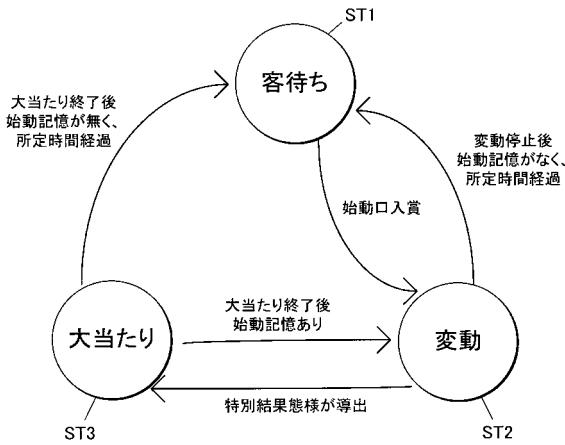 ST1
客待ち
大当たり終了後
始動記憶が無く、
所定時間経過
変動停止後
始動記憶がなく、
所定時間経過
始動口入賞
大当たり終了後
始動記憶あり
大当たり
変動
特別結果態様が導出
ST3
ST2